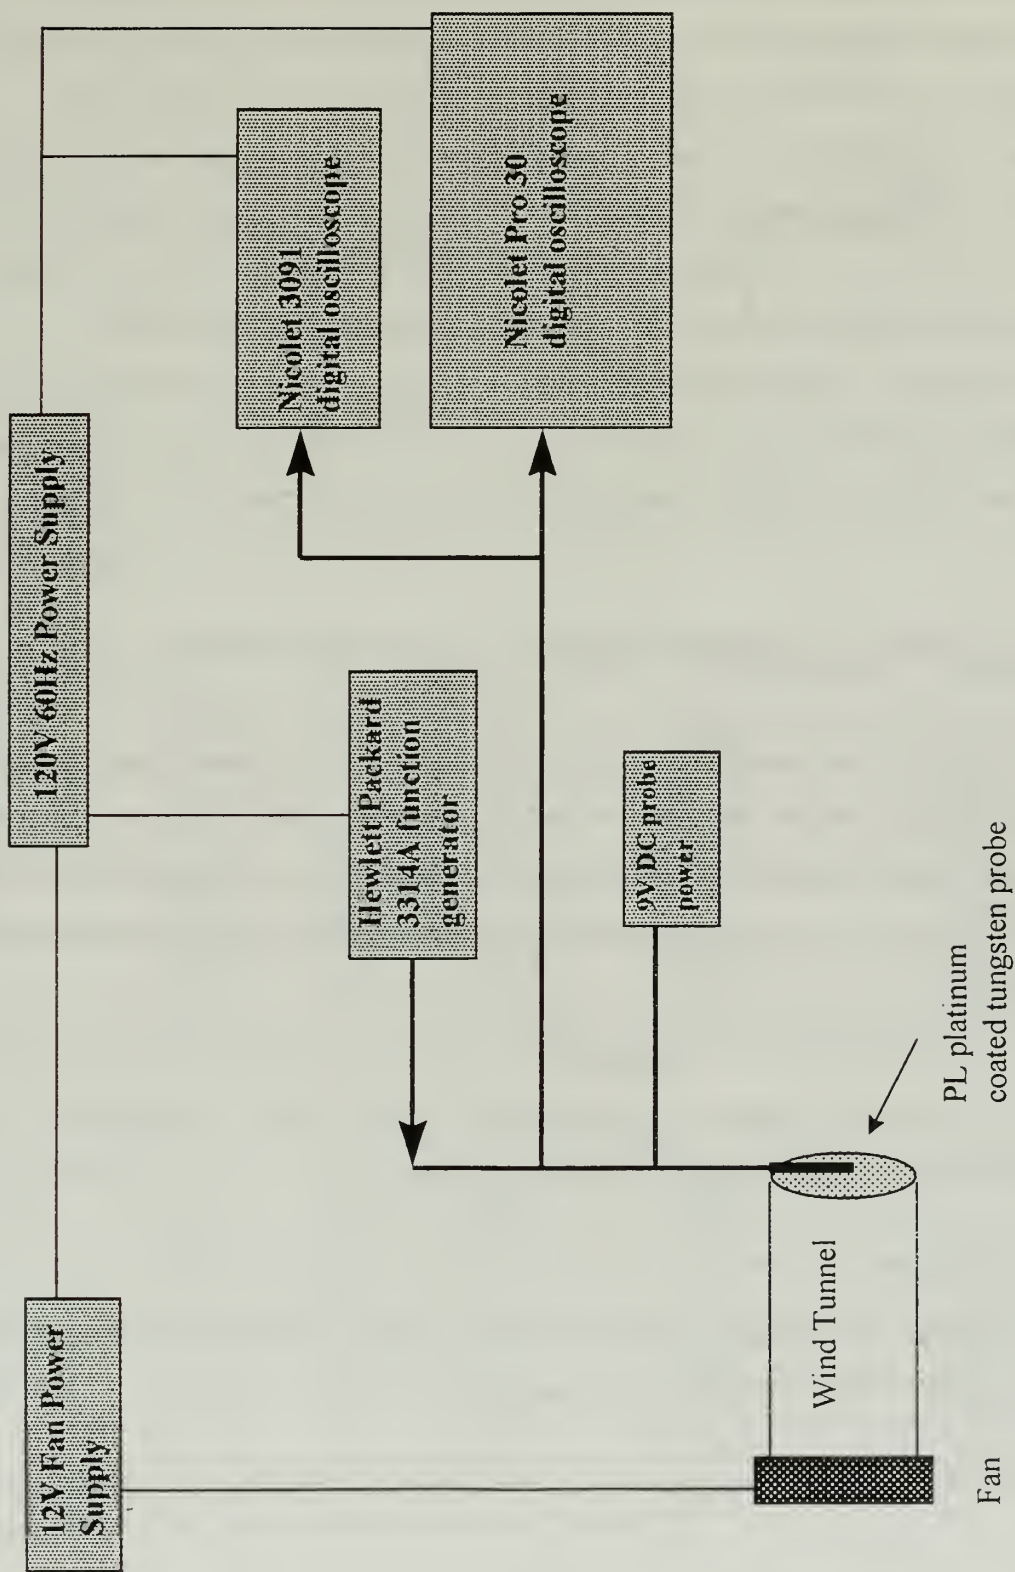 12V Fan Power
Supply
120V 60Hz Power Supply
Nicolet 3091
digital oscilloscope
Hewlett Packard
3314A function
generator
Nicolet Pro 30
digital oscilloscope
9V DC probe
power
Wind Tunnel
Fan
PL platinum
coated tungsten probe